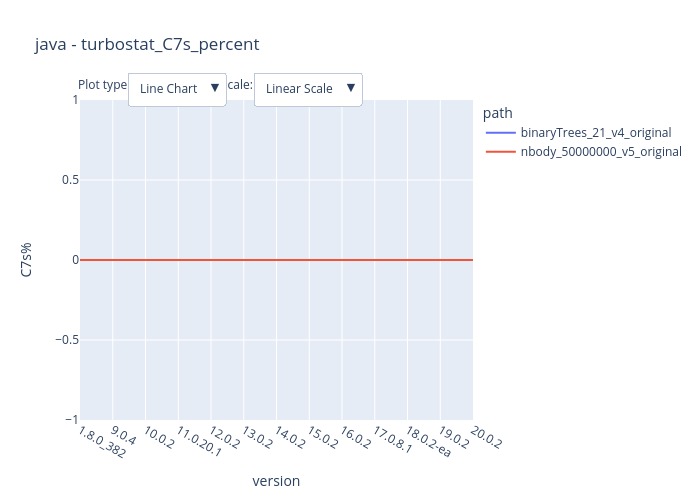 java - turbostat_C7s_percent
Plot type Line Chart ▼ cale: Linear Scale ▼
1
0.5
0
−0.5
−1
C7s%
1.8.0_382 9.0.4 10.0.2 11.0.20.1 12.0.2 13.0.2 14.0.2 15.0.2 16.0.2 17.0.8.1 18.0.2-ea 19.0.2 20.0.2
version
path
binaryTrees_21_v4_original
nbody_50000000_v5_original